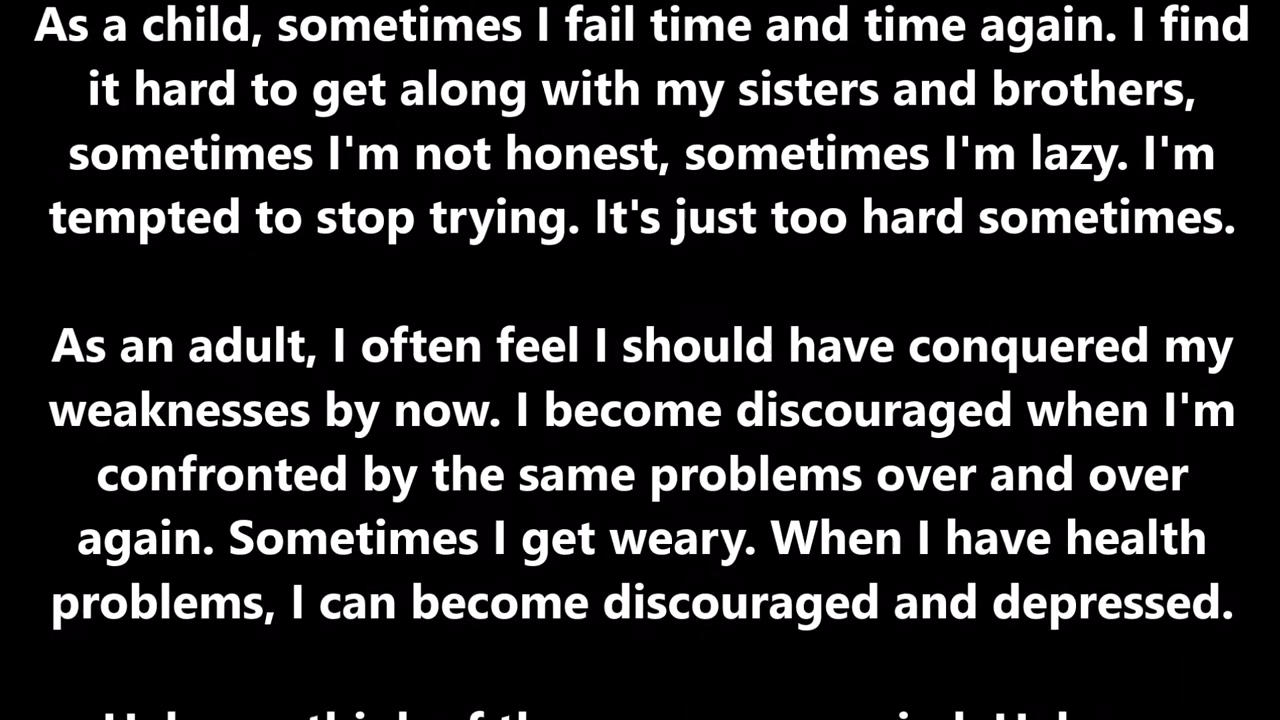 As a child, sometimes I fail time and time again. I find
it hard to get along with my sisters and brothers,
sometimes I'm not honest, sometimes I'm lazy. I'm
tempted to stop trying. It's just too hard sometimes.
As an adult, I often feel I should have conquered my
weaknesses by now. I become discouraged when I'm
confronted by the same problems over and over
again. Sometimes I get weary. When I have health
problems, I can become discouraged and depressed.